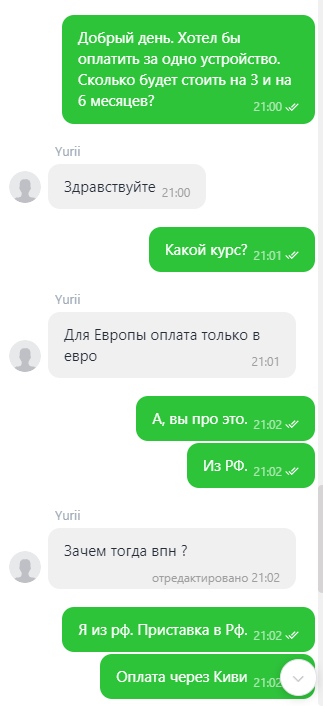 Добрый день. Хотел бы
оплатить за одно устройство.
Сколько будет стоить на 3 и на
6 месяцев?
21:00
Yurii
Здравствуйте 21:00
Какой курс? 21:01
Yurii
Для Европы оплата только в
евро
21:01
А, вы про это. 21:02
Из РФ. 21:02
Yurii
Зачем тогда впн ?
отредактировано 21:02
Я из рф. Приставка в Рф. 21:02
Оплата через Киви 21:02